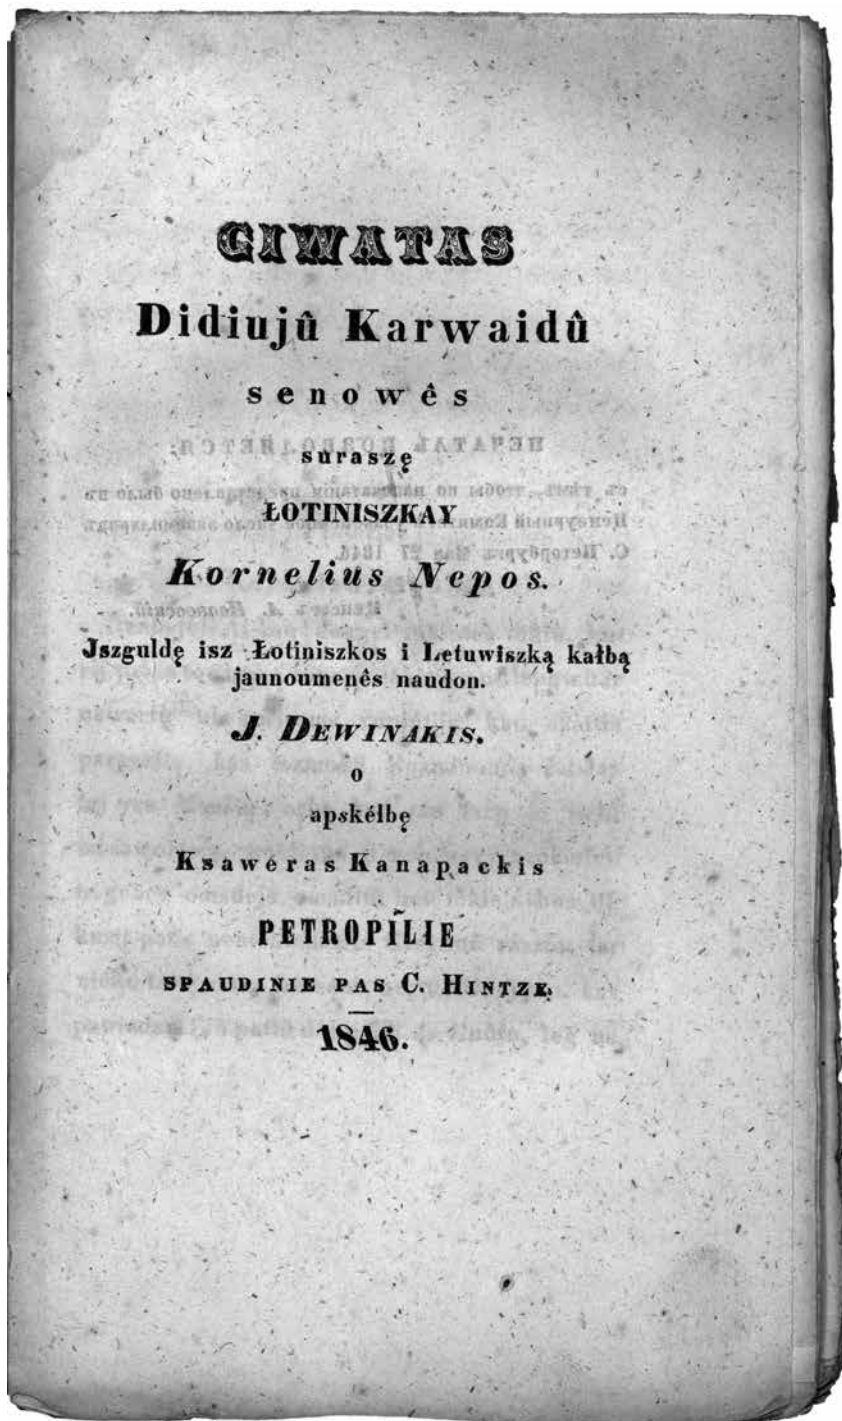 GIWATAS
Didiujû Karwaidû
senowês
suraszę
ŁOTINISZKAY
Kornelius Nepos.
Jszguldę isz Łotiniszkos i Letuwiszką kałbą
jaunoumenês naudon.
J. DEWINAKIS.
o
apskélbę
Ksaweras Kanapackis
PETROPĨLIE
SPAUDINIE PAS C. HINTZE.
1846.